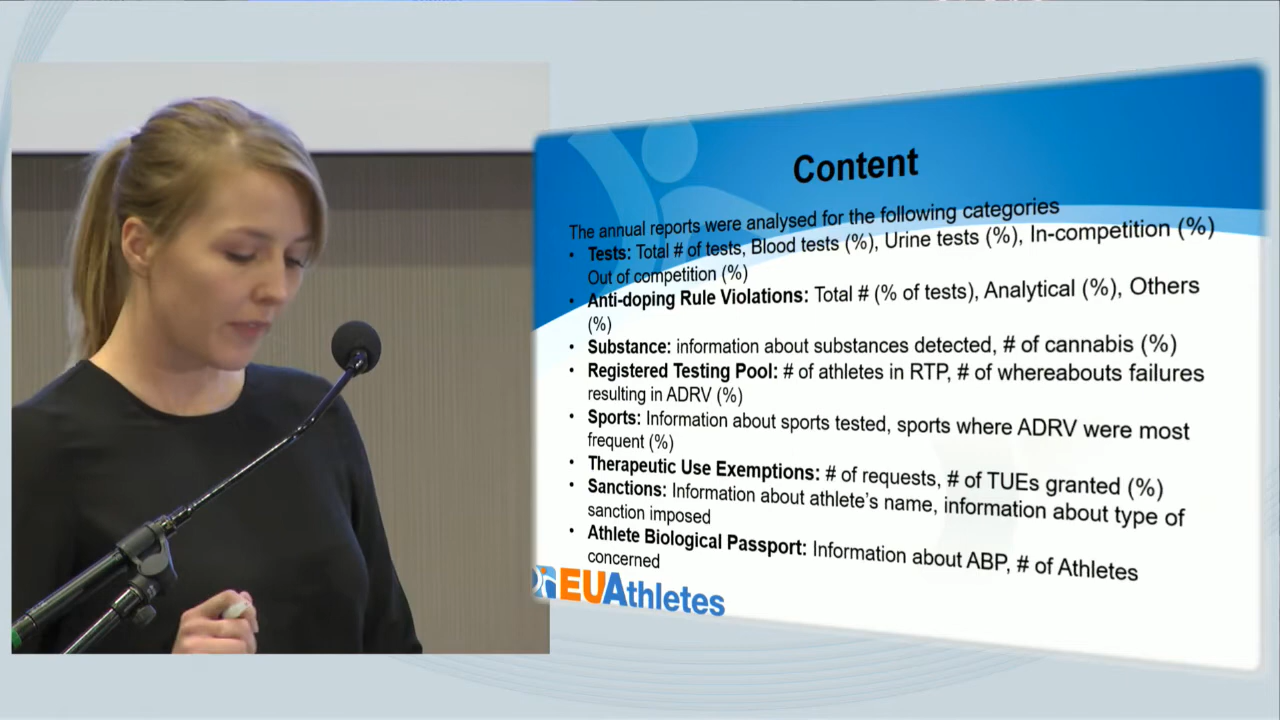 Content
The annual reports were analysed for the following categories
• Tests: Total # of tests, Blood tests (%), Urine tests (%), In-competition (%)
Out of competition (%)
• Anti-doping Rule Violations: Total # (% of tests), Analytical (%), Others
(%)
• Substance: information about substances detected, # of cannabis (%)
• Registered Testing Pool: # of athletes in RTP, # of whereabouts failures
resulting in ADRV (%)
• Sports: Information about sports tested, sports where ADRV were most
frequent (%)
• Therapeutic Use Exemptions: # of requests, # of TUEs granted (%)
• Sanctions: Information about athlete's name, information about type of
sanction imposed
• Athlete Biological Passport: Information about ABP, # of Athletes
concerned
EUAthletes